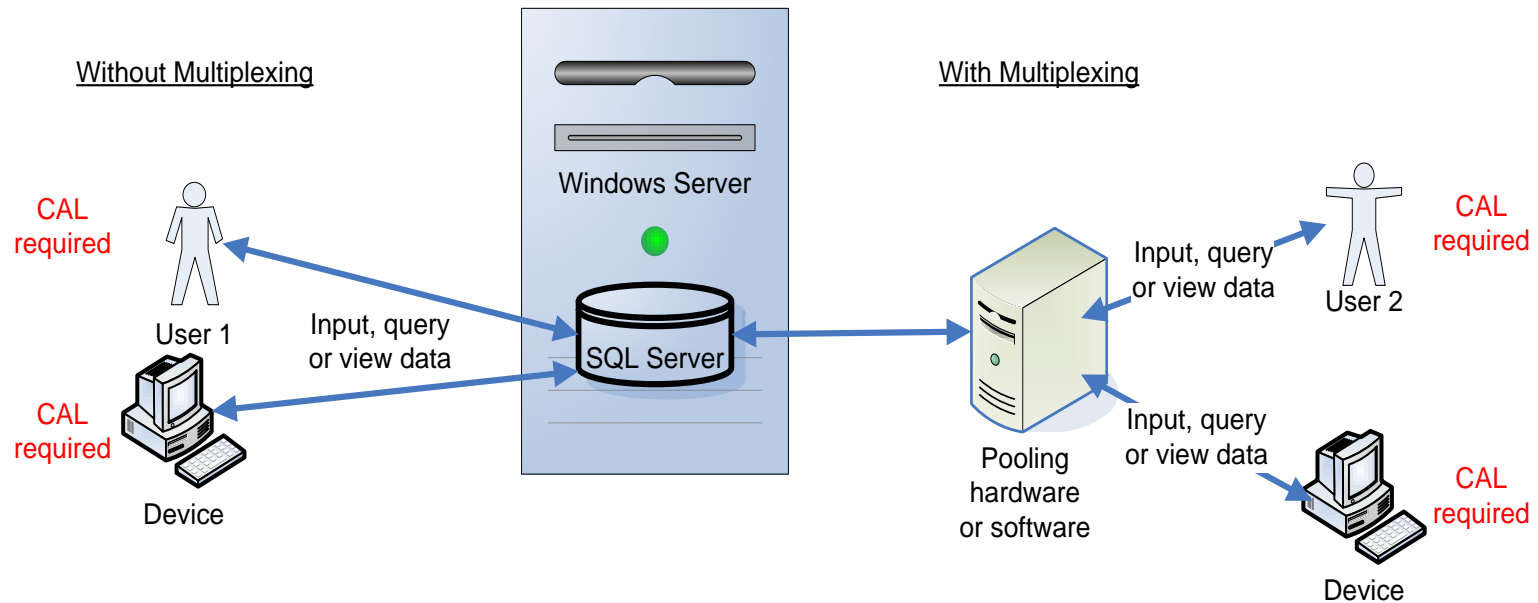 Without Multiplexing
With Multiplexing
Windows Server
SQL Server
CAL
required
User 1
Input, query
or view data
CAL
required
Device
Pooling
hardware
or software
Input, query
or view data
User 2
CAL
required
Input, query
or view data
CAL
required
Device